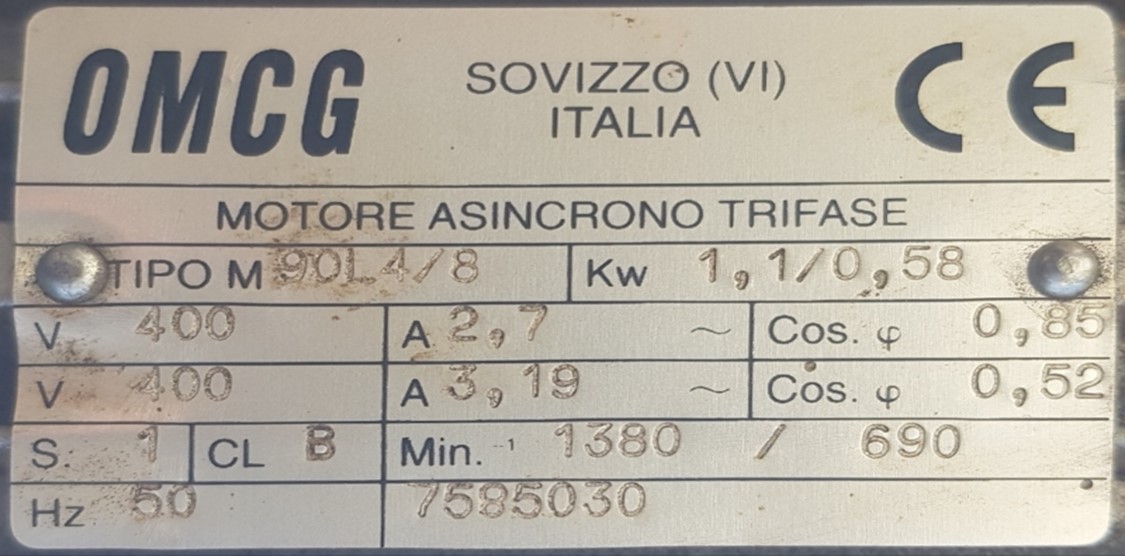 OMCG SOVIZZO (VI) CE
ITALIA
MOTORE ASINCRONO TRIFASE
TIPO M 90L4/8 Kw 1,1/0,58
V 400 A 2,7 ~ Cos. φ 0,85
V 400 A 3,19 ~ Cos. φ 0,52
S. 1 CL B Min. ⁻¹ 1380 / 690
Hz 50 7585030